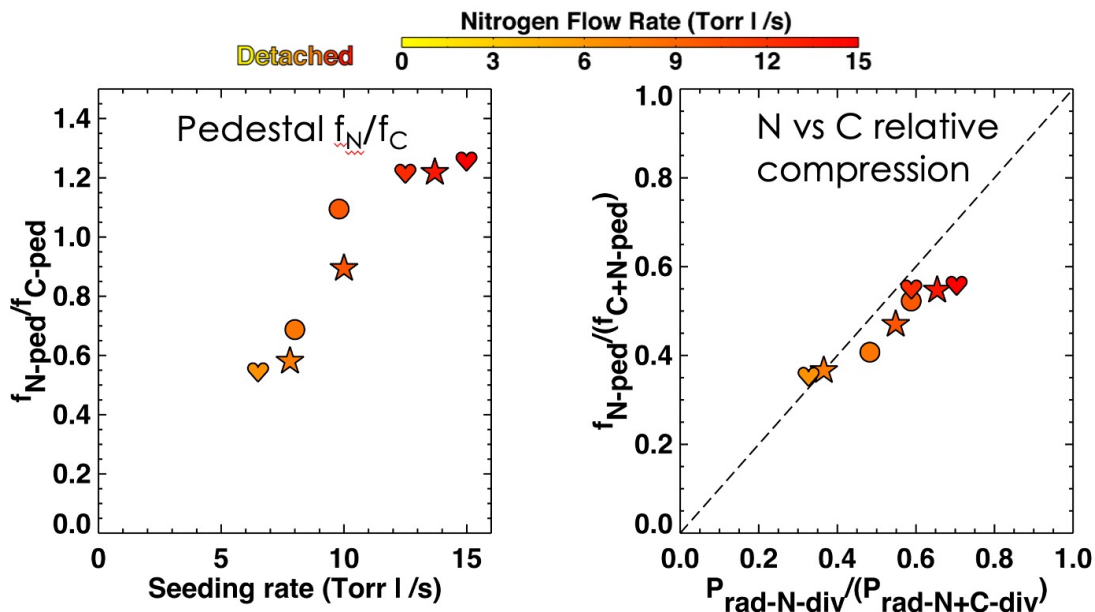 Nitrogen Flow Rate (Torr l /s)
Detached
0 3 6 9 12 15
Pedestal fN/fC
1.4
1.2
1.0
0.8
0.6
0.4
0.2
0.0
fN-ped/fC-ped
0 5 10 15
Seeding rate (Torr l /s)
N vs C relative
compression
1.0
0.8
0.6
0.4
0.2
0.0
fN-ped/(fC+N-ped)
0.0 0.2 0.4 0.6 0.8 1.0
Prad-N-div/(Prad-N+C-div)